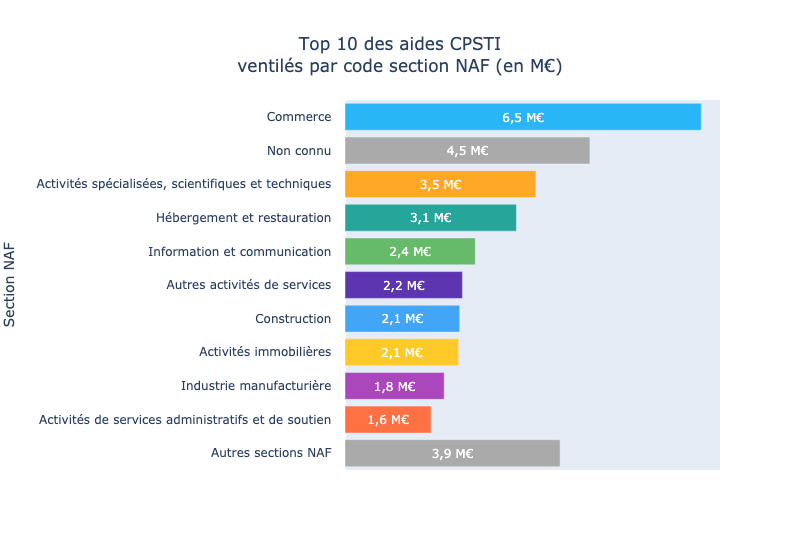 Top 10 des aides CPSTI
ventilés par code section NAF (en M€)
Section NAF
Commerce 6,5 M€
Non connu 4,5 M€
Activités spécialisées, scientifiques et techniques 3,5 M€
Hébergement et restauration 3,1 M€
Information et communication 2,4 M€
Autres activités de services 2,2 M€
Construction 2,1 M€
Activités immobilières 2,1 M€
Industrie manufacturière 1,8 M€
Activités de services administratifs et de soutien 1,6 M€
Autres sections NAF 3,9 M€